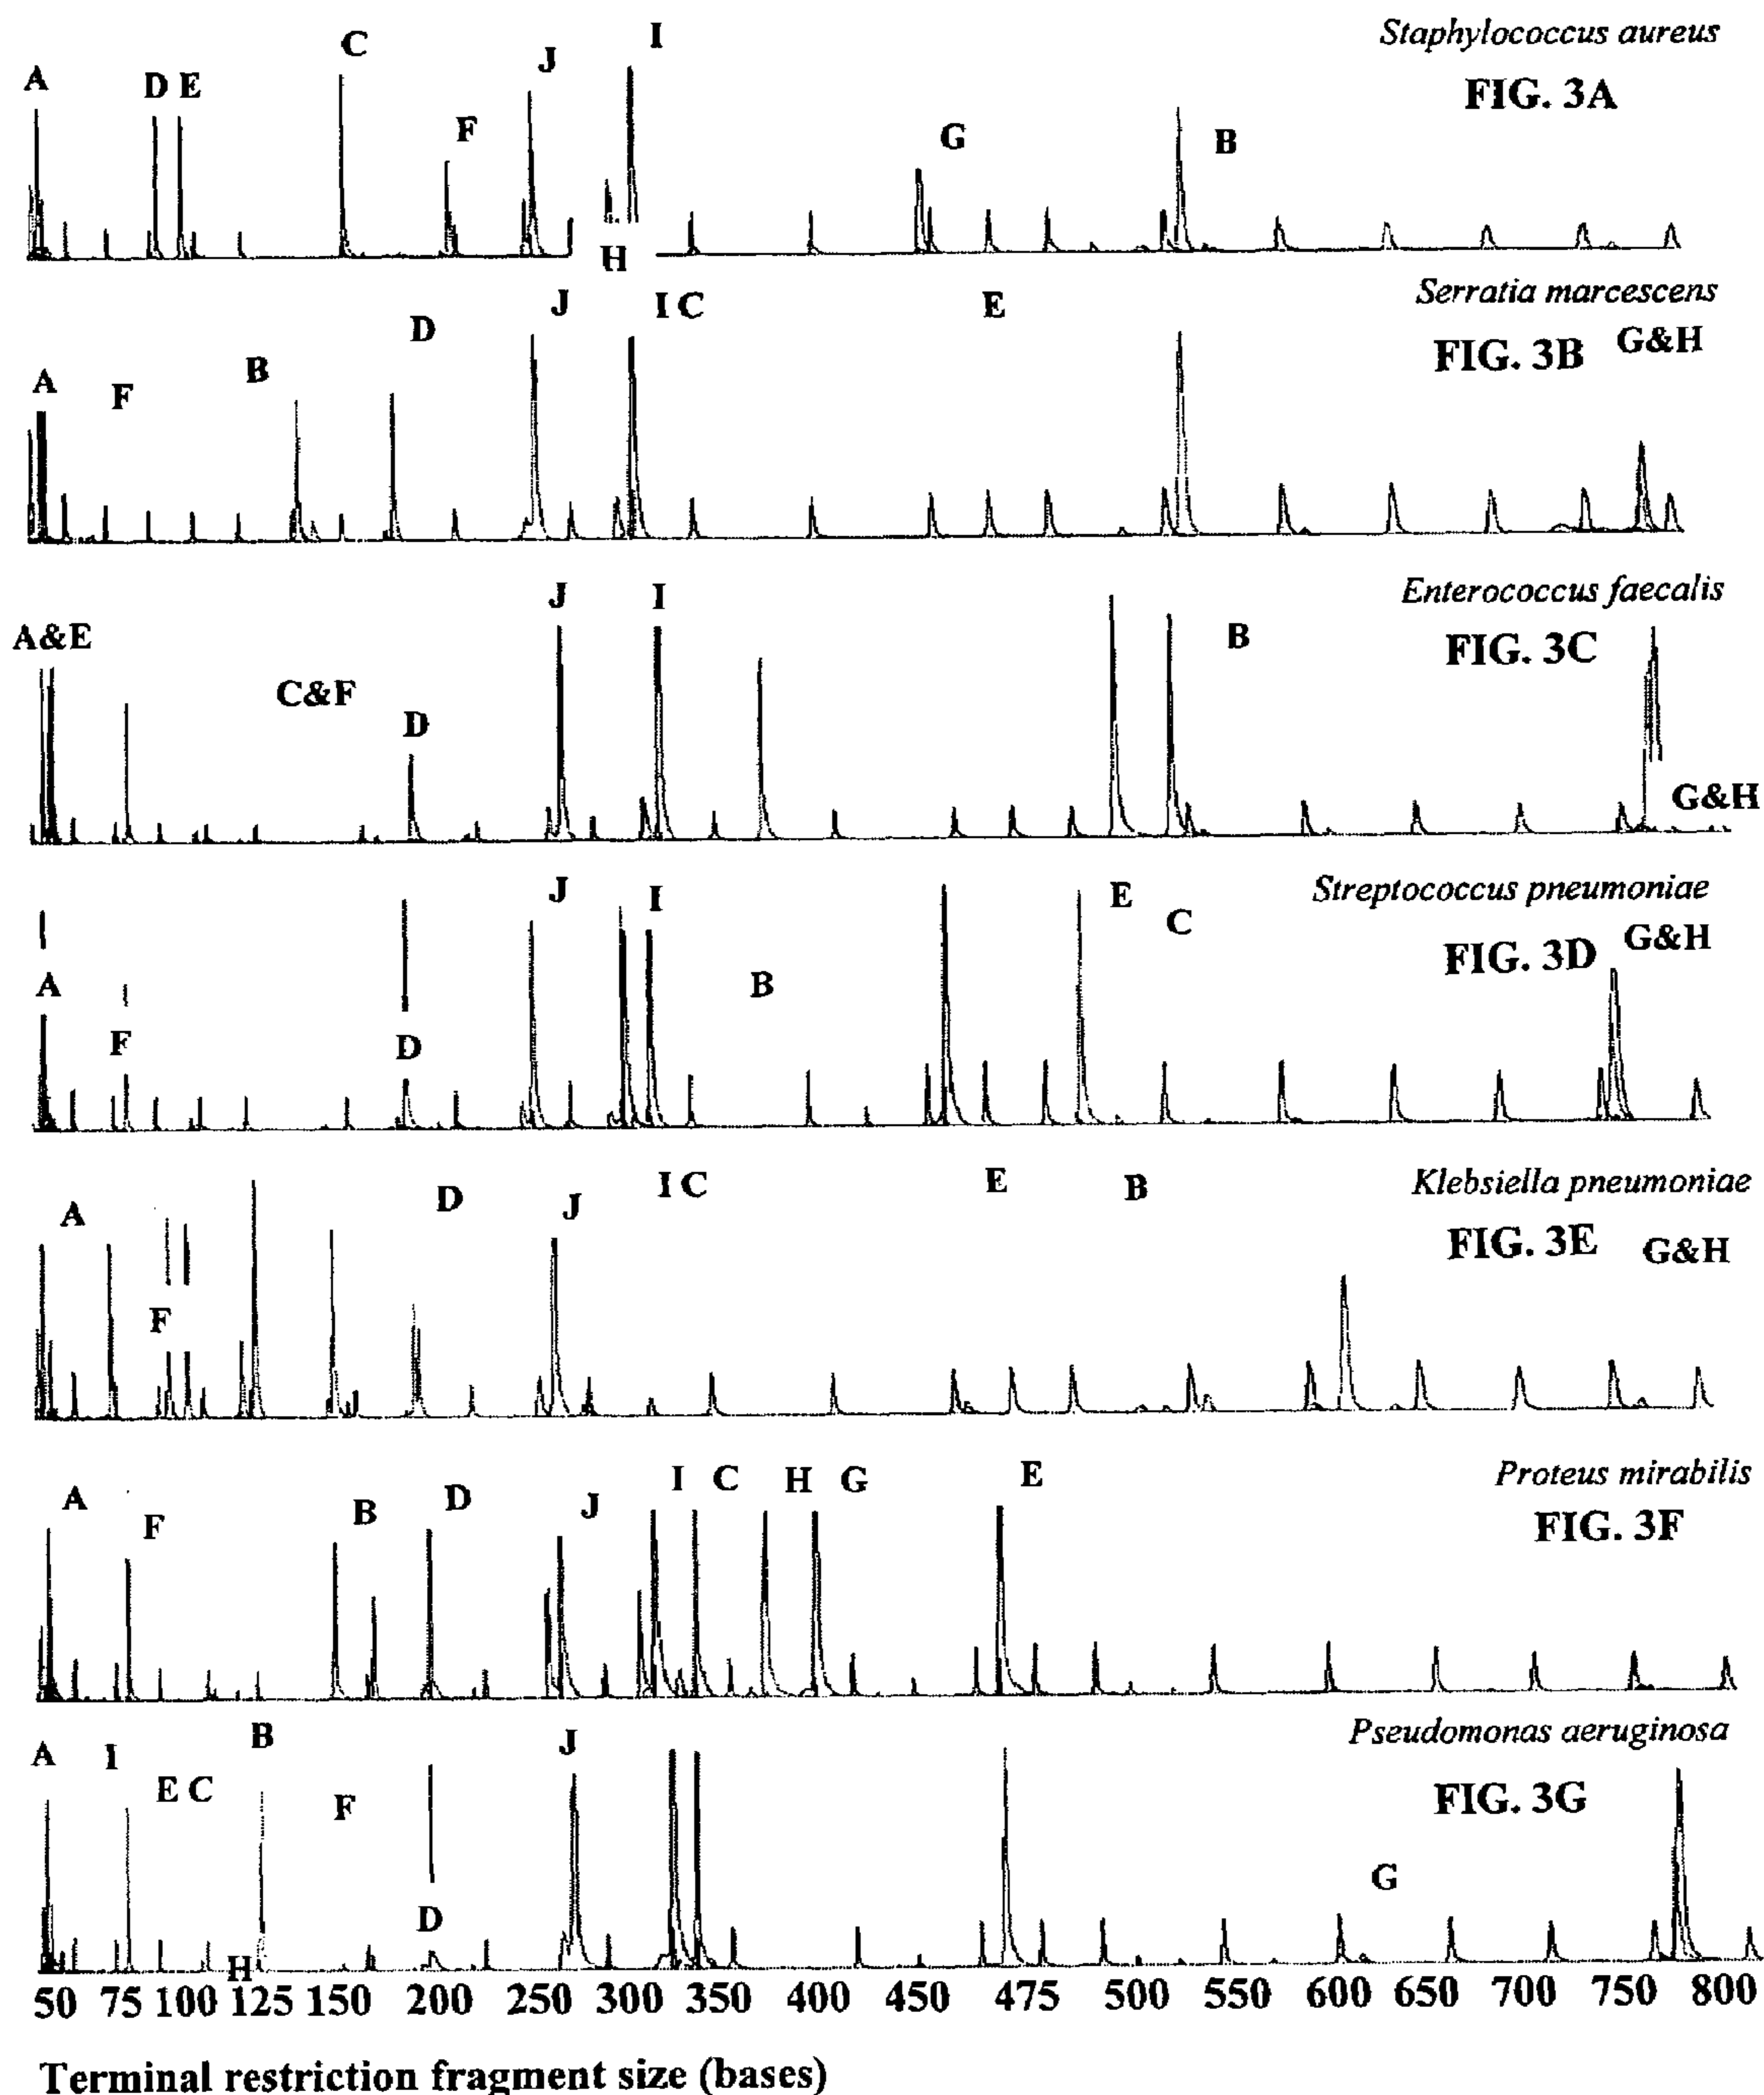 Staphylococcus aureus
FIG. 3A
A D E C F J I H G B
Serratia marcescens
FIG. 3B
A F B D J I C E G&H
Enterococcus faecalis
FIG. 3C
A&E C&F D J I B G&H
Streptococcus pneumoniae
FIG. 3D
A F D J I B E C G&H
Klebsiella pneumoniae
FIG. 3E
A F D J I C E B G&H
Proteus mirabilis
FIG. 3F
A F B D J I C H G E
Pseudomonas aeruginosa
FIG. 3G
A I E C H B F D J G
50 75 100 125 150 200 250 300 350 400 450 475 500 550 600 650 700 750 800
Terminal restriction fragment size (bases)